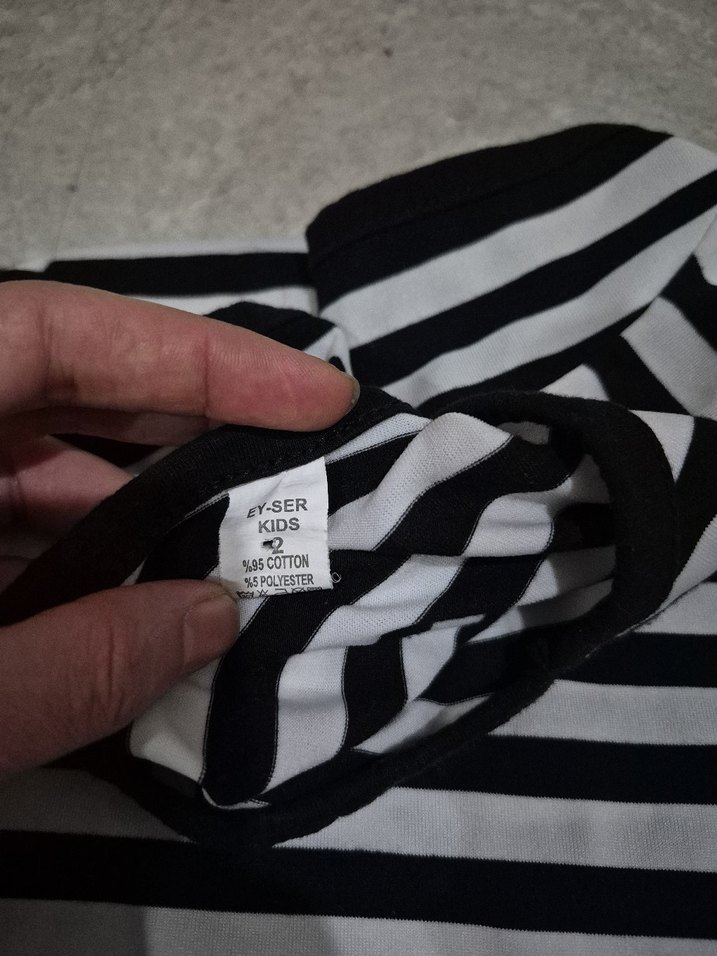 EY-SER
KIDS
2
%95 COTTON
%5 POLYESTER